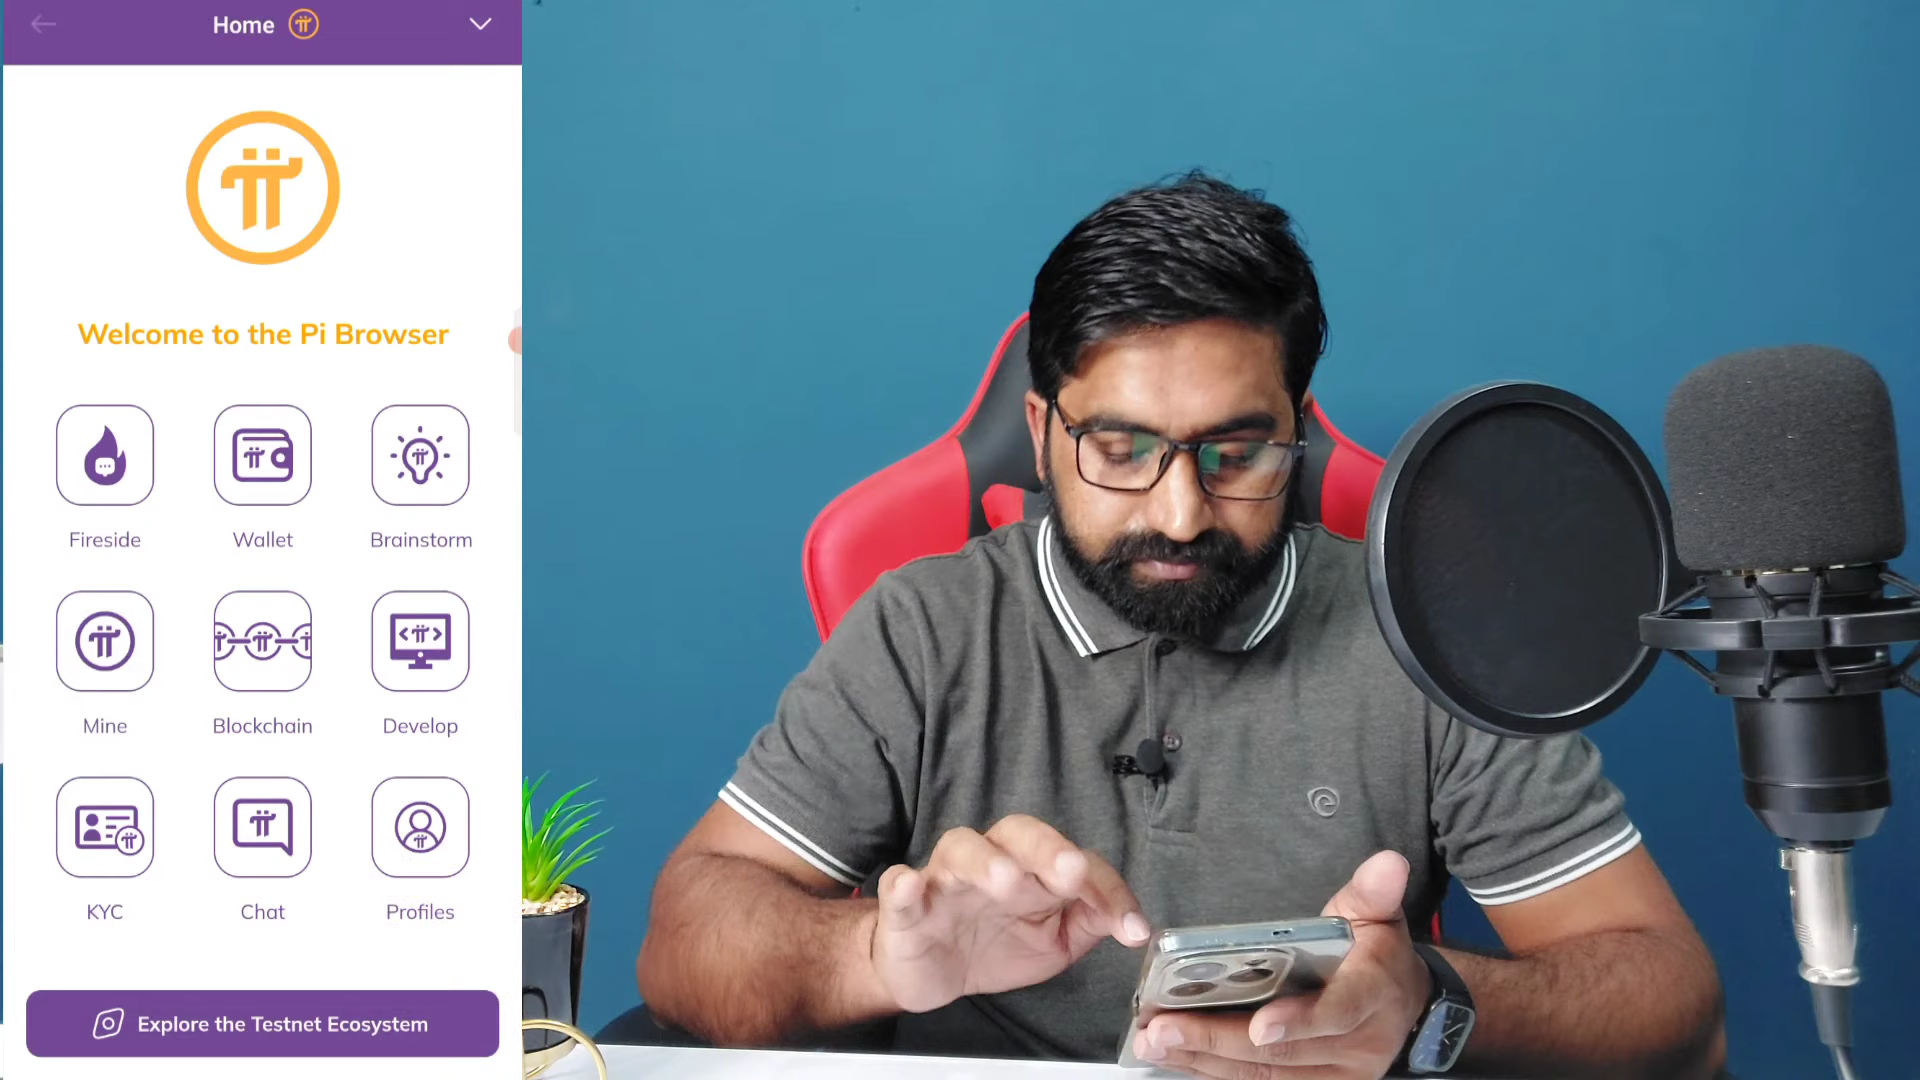 Home
Welcome to the Pi Browser
Fireside
Wallet
Brainstorm
Mine
Blockchain
Develop
KYC
Chat
Profiles
Explore the Testnet Ecosystem